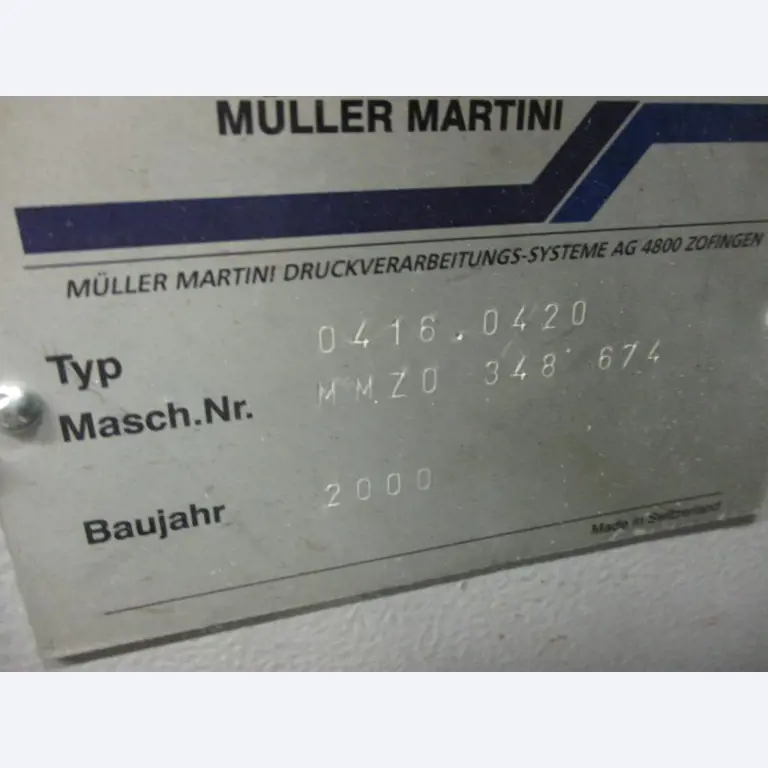 MÜLLER MARTINI
MÜLLER MARTINI DRUCKVERARBEITUNGS-SYSTEME AG 4800 ZOFINGEN
Typ 0416.0420
Masch.Nr. MMZO 348'674
Baujahr 2000
Made in Switzerland